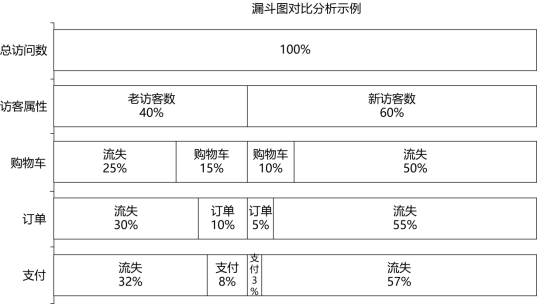 漏斗图对比分析示例
总访问数
100%
访客属性
老访客数
40%
新访客数
60%
购物车
流失
25%
购物车
15%
购物车
10%
流失
50%
订单
流失
30%
订单
10%
订单
5%
流失
55%
支付
流失
32%
支付
8%
支
付
3
%
流失
57%